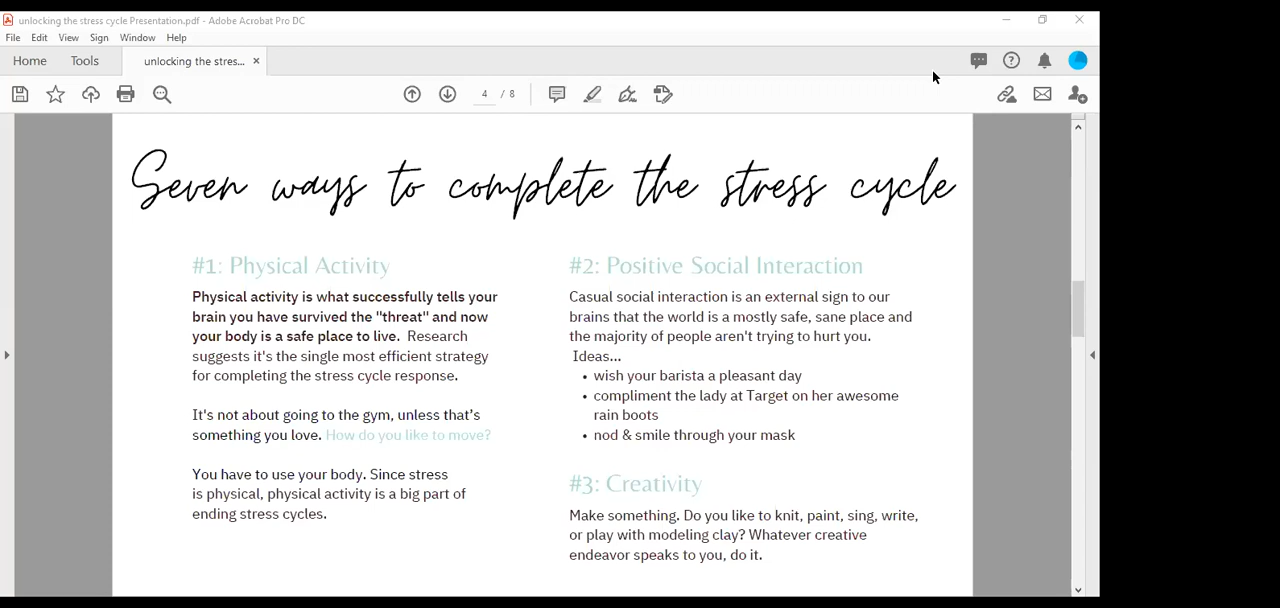 unlocking the stress cycle Presentation.pdf - Adobe Acrobat Pro DC
File Edit View Sign Window Help
Home Tools unlocking the stres... ×
4 / 8
Seven ways to complete the stress cycle
#1: Physical Activity
Physical activity is what successfully tells your
brain you have survived the "threat" and now
your body is a safe place to live. Research
suggests it's the single most efficient strategy
for completing the stress cycle response.
It's not about going to the gym, unless that's
something you love. How do you like to move?
You have to use your body. Since stress
is physical, physical activity is a big part of
ending stress cycles.
#2: Positive Social Interaction
Casual social interaction is an external sign to our
brains that the world is a mostly safe, sane place and
the majority of people aren't trying to hurt you.
Ideas...
• wish your barista a pleasant day
• compliment the lady at Target on her awesome
rain boots
• nod & smile through your mask
#3: Creativity
Make something. Do you like to knit, paint, sing, write,
or play with modeling clay? Whatever creative
endeavor speaks to you, do it.